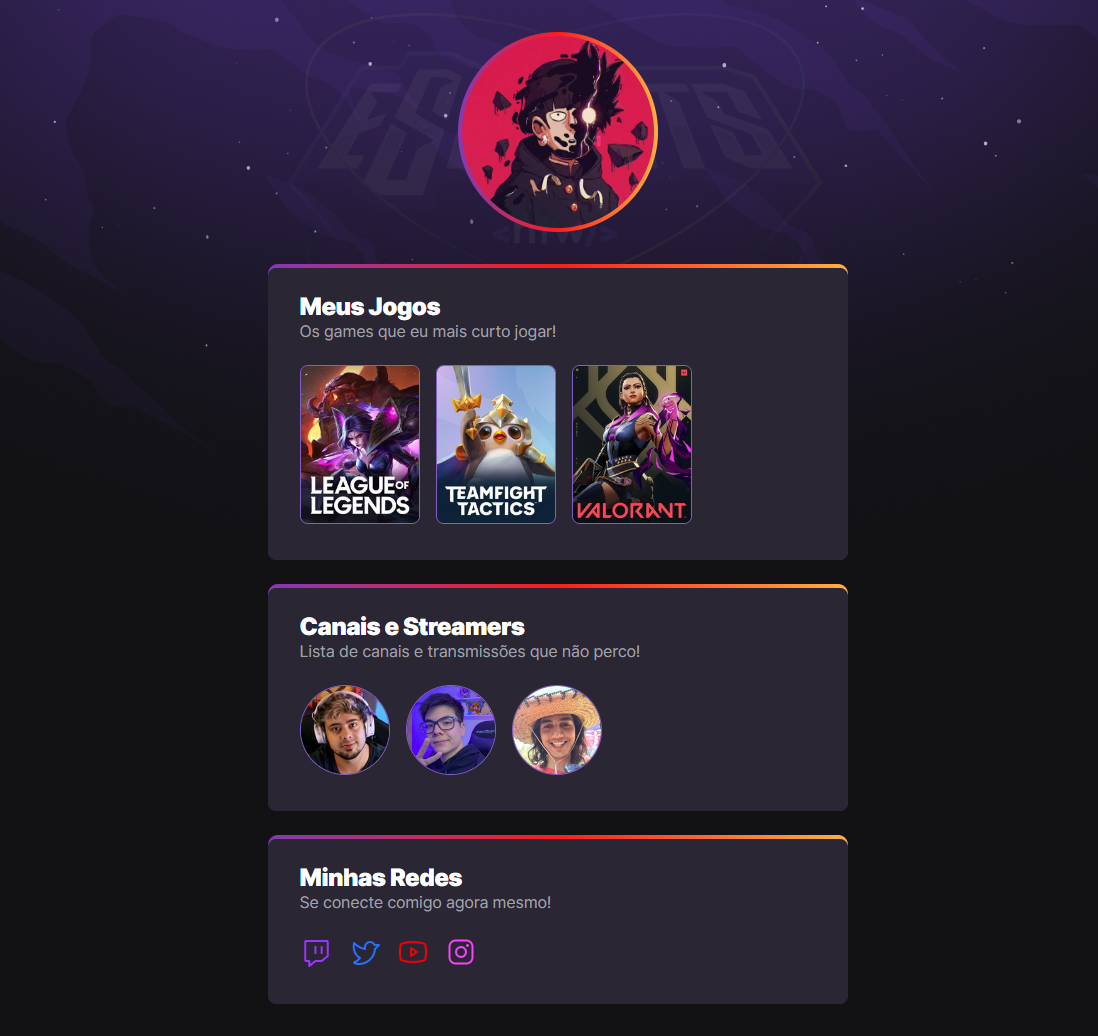 Meus Jogos
Os games que eu mais curto jogar!
LEAGUE OF
LEGENDS
TEAMFIGHT
TACTICS
VALORANT
Canais e Streamers
Lista de canais e transmissões que não perco!
Minhas Redes
Se conecte comigo agora mesmo!